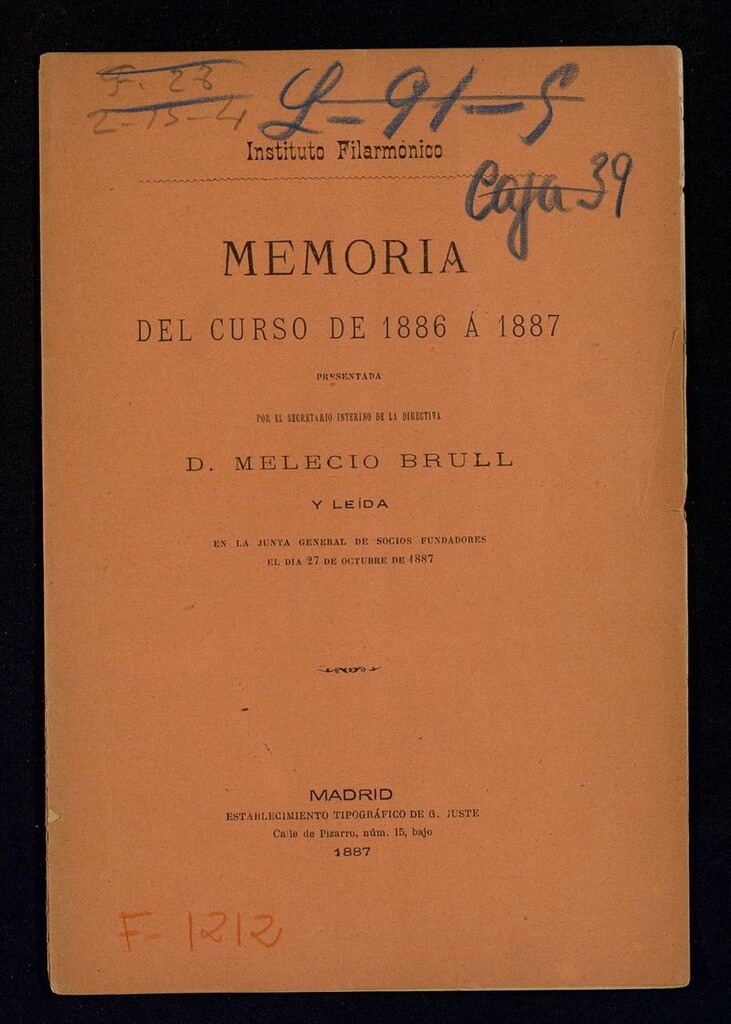 F. 23
2-15-4
L-91-5
Instituto Filarmónico
Caja 39
MEMORIA
DEL CURSO DE 1886 Á 1887
PRESENTADA
POR EL SECRETARIO INTERINO DE LA DIRECTIVA
D. MELECIO BRULL
Y LEÍDA
EN LA JUNTA GENERAL DE SOCIOS FUNDADORES
EL DÍA 27 DE OCTUBRE DE 1887
MADRID
ESTABLECIMIENTO TIPOGRÁFICO DE G. JUSTE
Calle de Pizarro, núm. 15, bajo
1887
F-1212